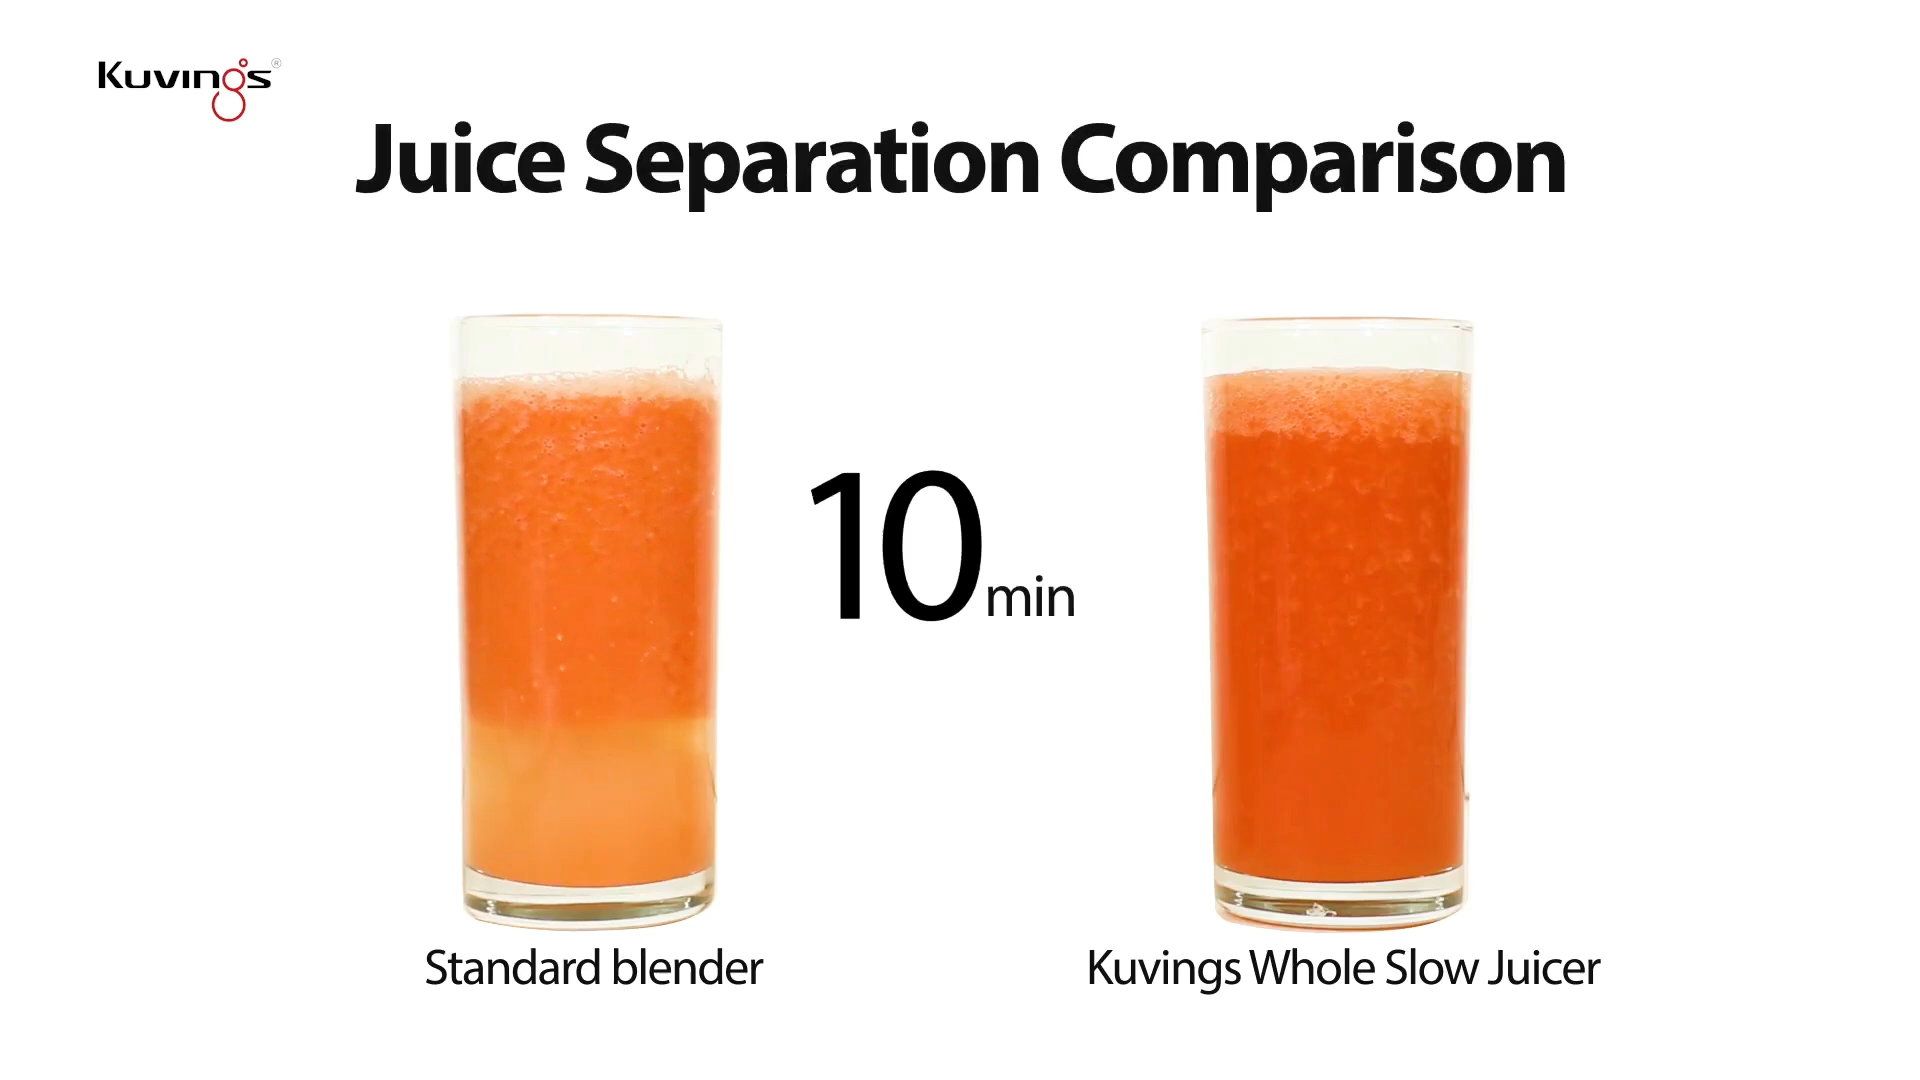 Kuvings®
Juice Separation Comparison
10min
Standard blender
Kuvings Whole Slow Juicer